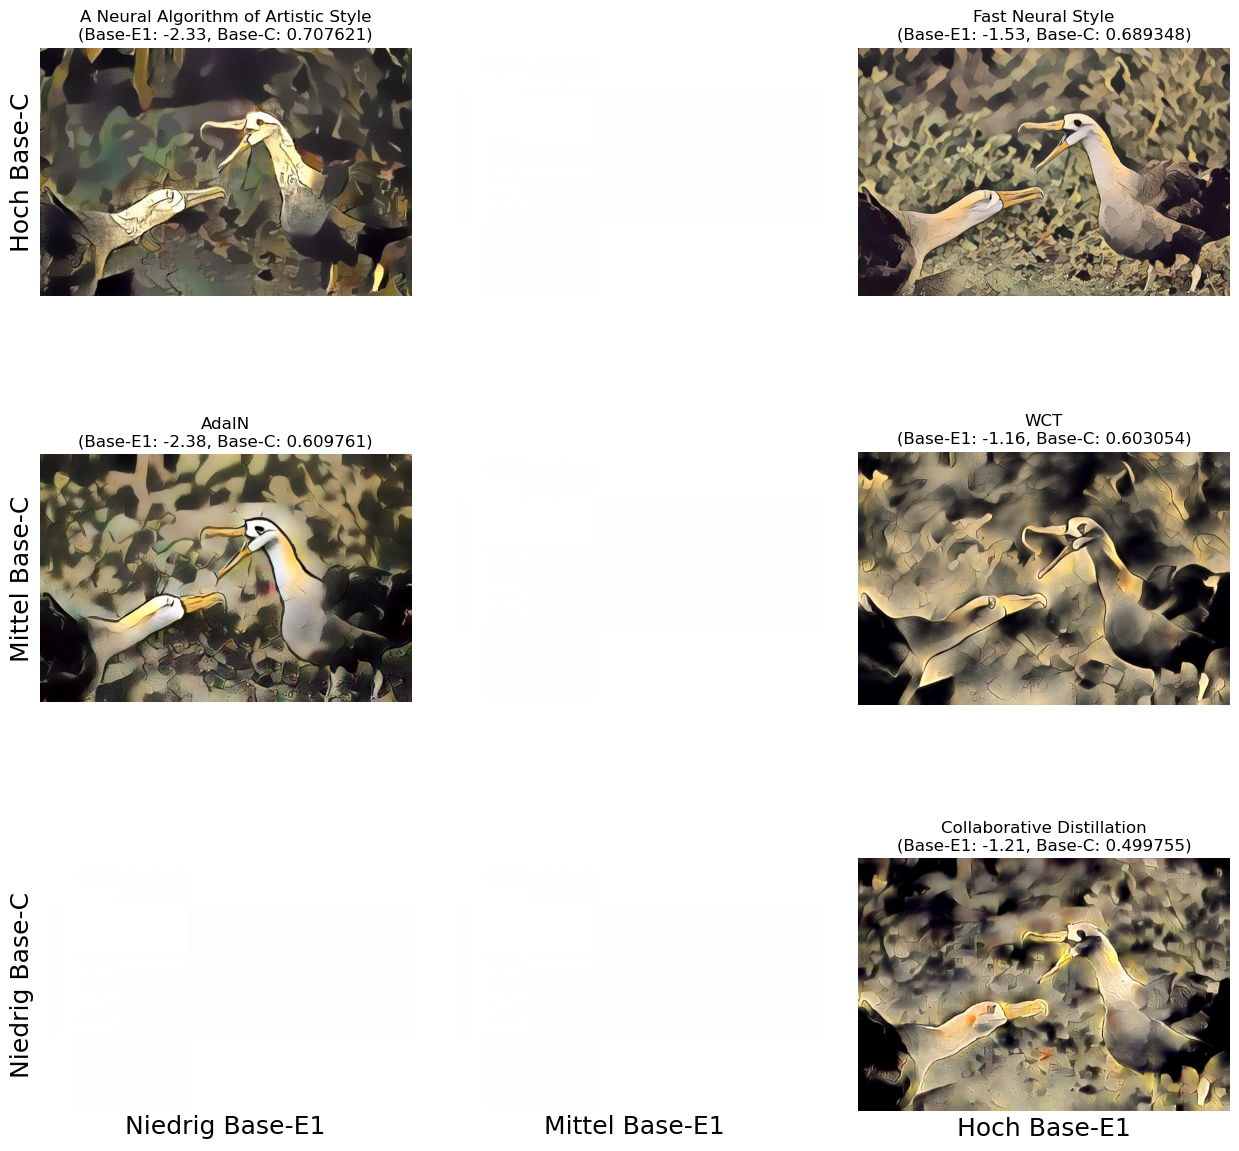 A Neural Algorithm of Artistic Style
(Base-E1: -2.33, Base-C: 0.707621)
Fast Neural Style
(Base-E1: -1.53, Base-C: 0.689348)
Hoch Base-C
AdaIN
(Base-E1: -2.38, Base-C: 0.609761)
WCT
(Base-E1: -1.16, Base-C: 0.603054)
Mittel Base-C
Collaborative Distillation
(Base-E1: -1.21, Base-C: 0.499755)
Niedrig Base-C
Niedrig Base-E1
Mittel Base-E1
Hoch Base-E1